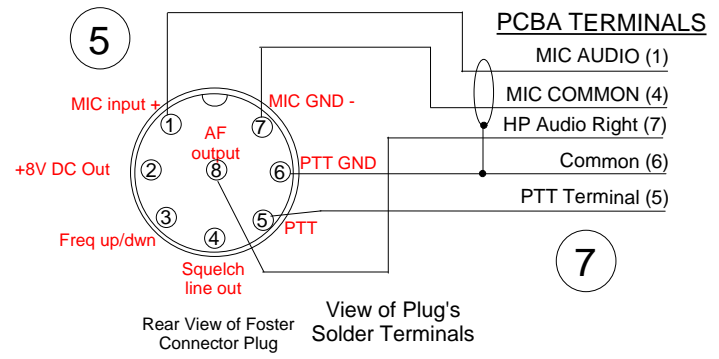 5
PCBA TERMINALS
MIC AUDIO (1)
MIC COMMON (4)
HP Audio Right (7)
Common (6)
PTT Terminal (5)
MIC input +
MIC GND -
1
7
AF
output
+8V DC Out
2
8
6
PTT GND
3
5
PTT
4
Freq up/dwn
Squelch
line out
7
Rear View of Foster
Connector Plug
View of Plug's
Solder Terminals